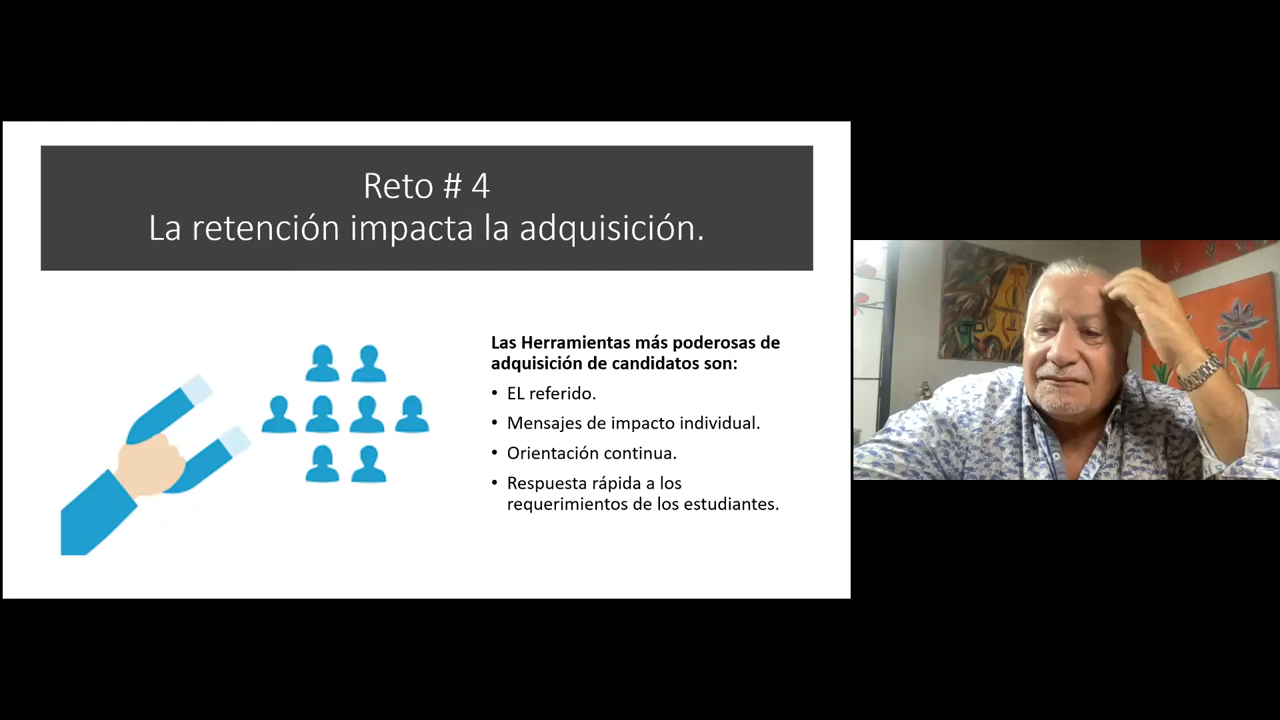 Reto # 4
La retención impacta la adquisición.
Las Herramientas más poderosas de
adquisición de candidatos son:
• EL referido.
• Mensajes de impacto individual.
• Orientación continua.
• Respuesta rápida a los
requerimientos de los estudiantes.